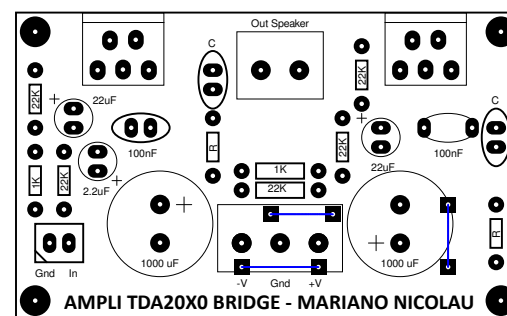 Out Speaker
C
22K
22K
22uF
C
100nF
R
22K
22uF
100nF
1K
22K
2.2uF
1K
22K
R
1000 uF
1000 uF
Gnd In
-V Gnd +V
AMPLI TDA20X0 BRIDGE - MARIANO NICOLAU